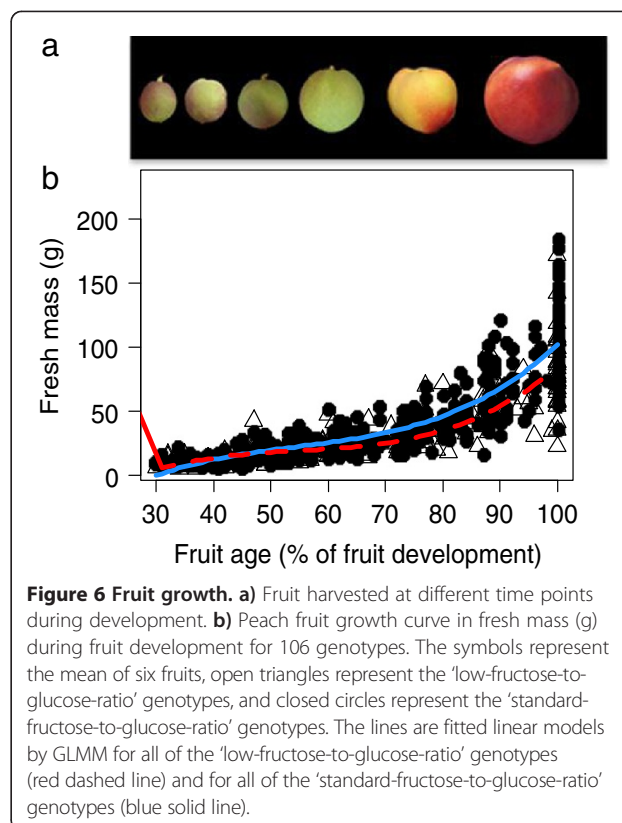 a
b
200
150
100
50
0
Fresh mass (g)
30 40 50 60 70 80 90 100
Fruit age (% of fruit development)
Figure 6 Fruit growth. a) Fruit harvested at different time points
during development. b) Peach fruit growth curve in fresh mass (g)
during fruit development for 106 genotypes. The symbols represent
the mean of six fruits, open triangles represent the ‘low-fructose-to-
glucose-ratio’ genotypes, and closed circles represent the ‘standard-
fructose-to-glucose-ratio’ genotypes. The lines are fitted linear models
by GLMM for all of the ‘low-fructose-to-glucose-ratio’ genotypes
(red dashed line) and for all of the ‘standard-fructose-to-glucose-ratio’
genotypes (blue solid line).